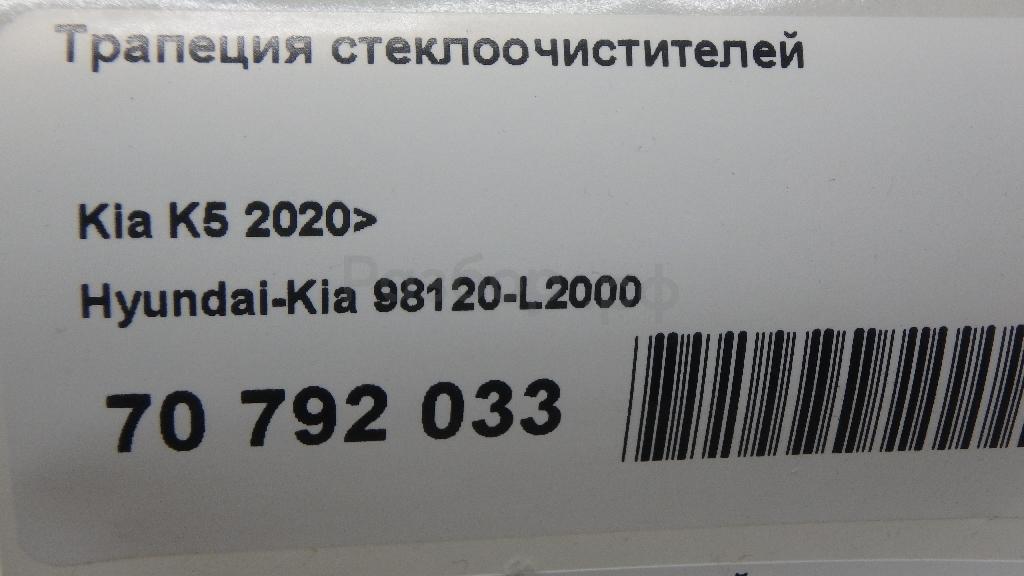 Трапеция стеклоочистителей
Kia K5 2020>
Hyundai-Kia 98120-L2000
70 792 033